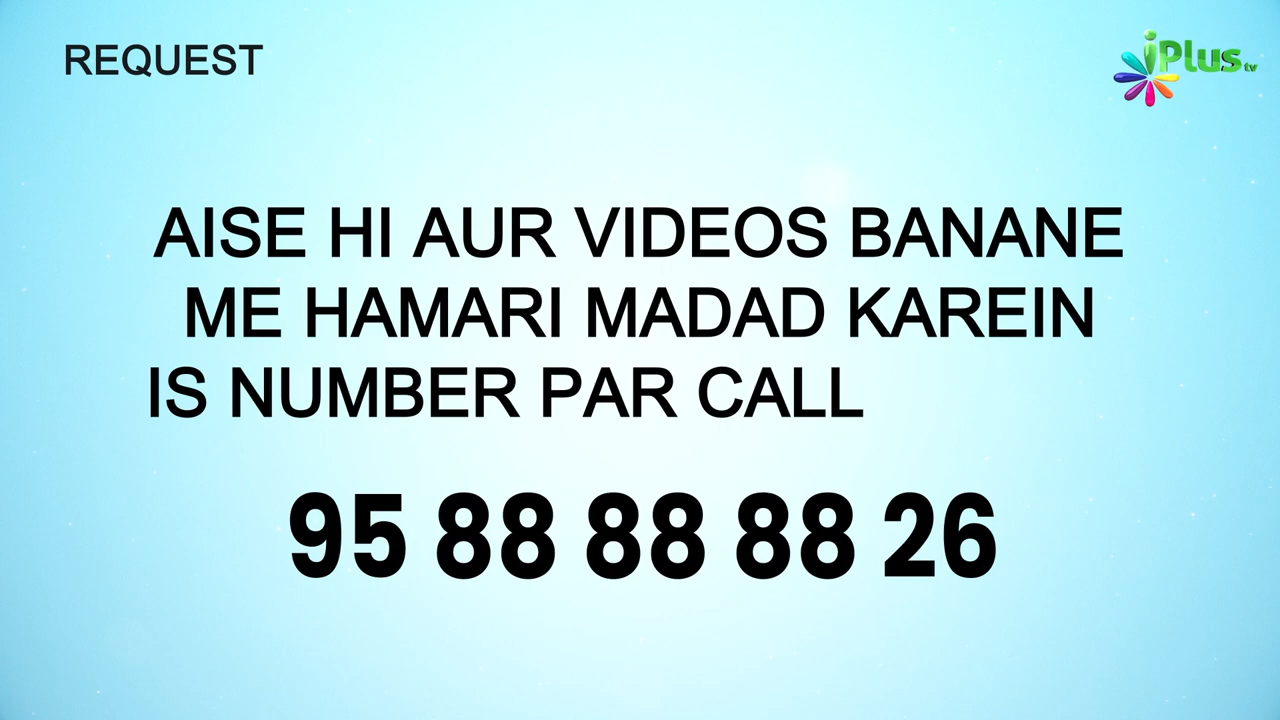 REQUEST
iPlus tv
AISE HI AUR VIDEOS BANANE
ME HAMARI MADAD KAREIN
IS NUMBER PAR CALL
95 88 88 88 26